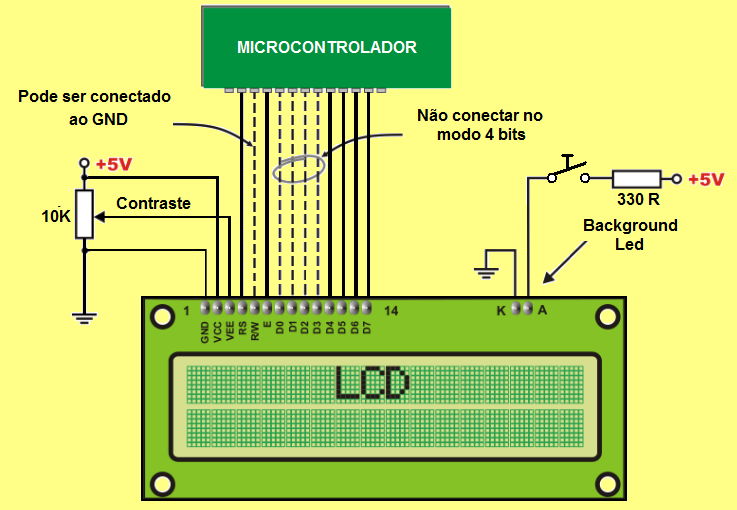 MICROCONTROLADOR
Pode ser conectado
ao GND
Não conectar no
modo 4 bits
+5V
10K
Contraste
+5V
330 R
Background
Led
1
GND
VCC
VEE
RS
R/W
E
D0
D1
D2
D3
D4
D5
D6
D7
14
K
A
LCD